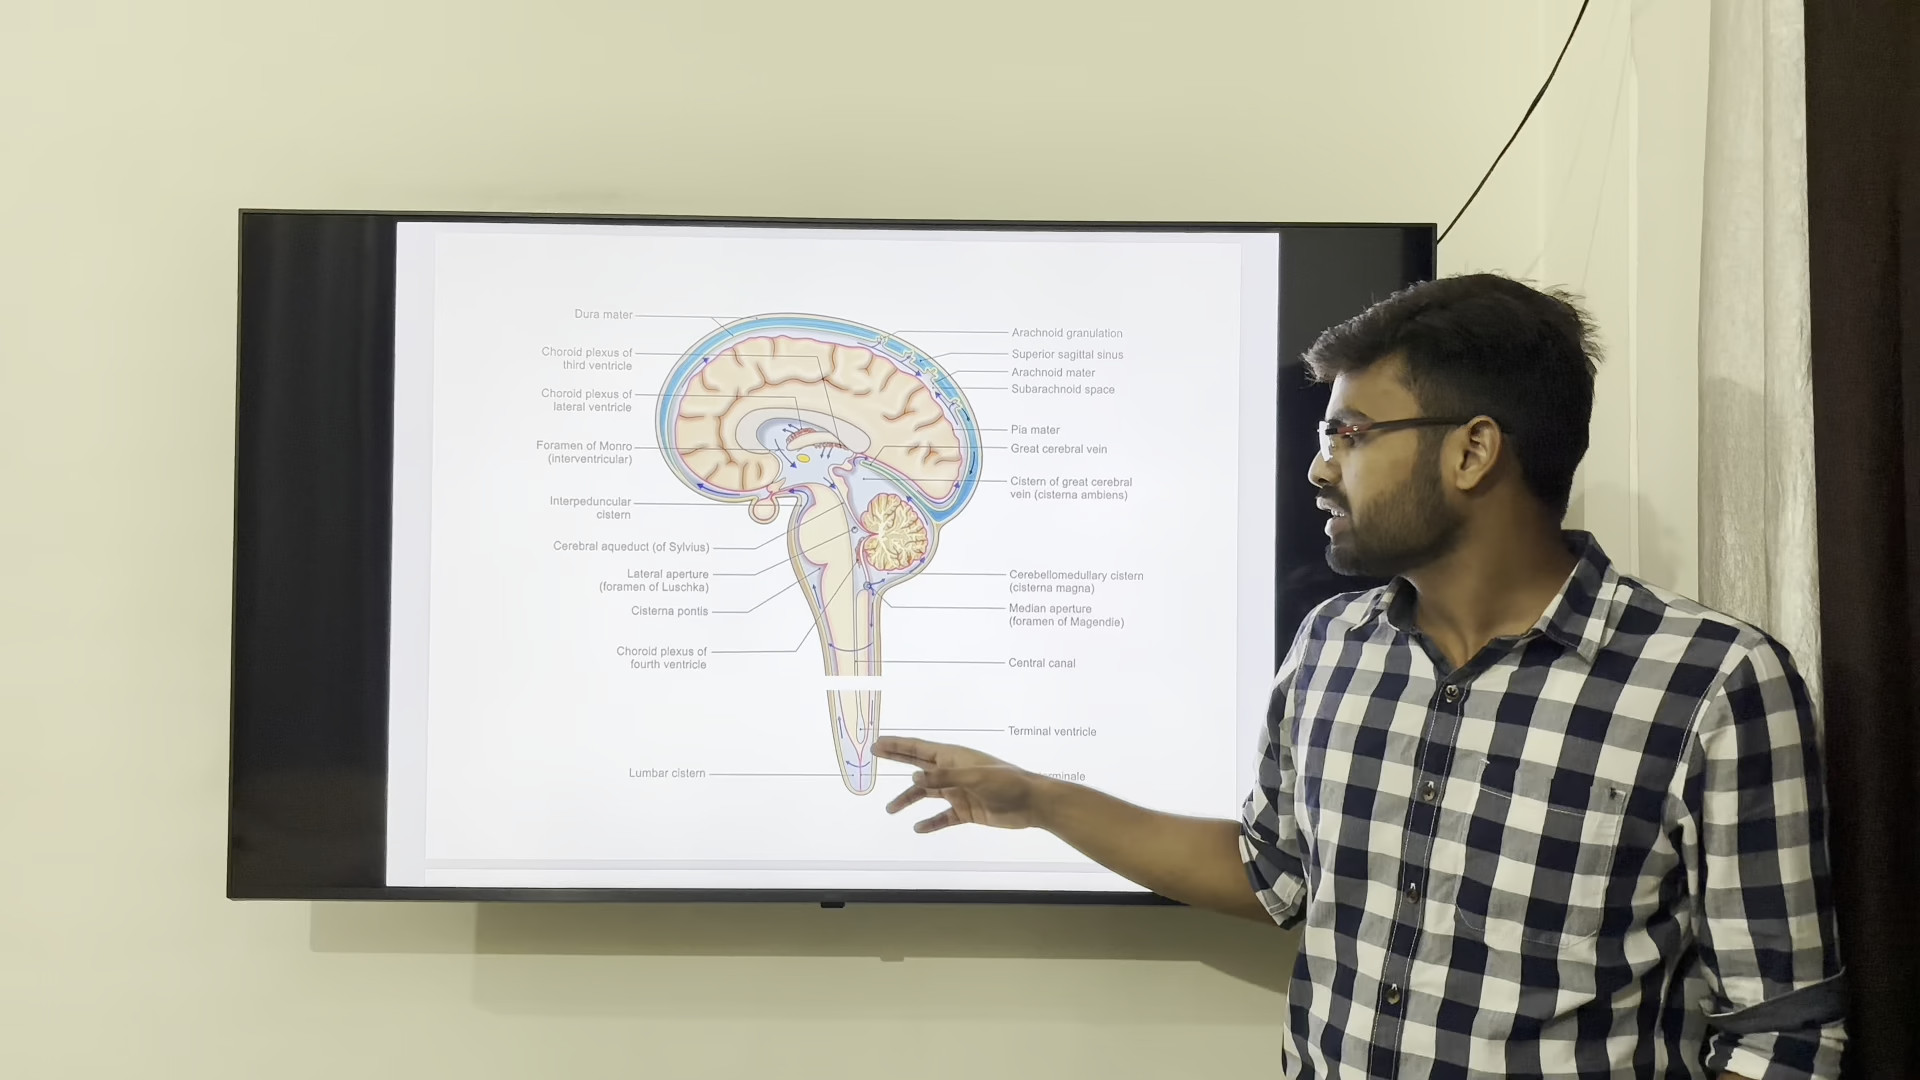 Dura mater
Choroid plexus of
third ventricle
Choroid plexus of
lateral ventricle
Foramen of Monro
(interventricular)
Interpeduncular
cistern
Cerebral aqueduct (of Sylvius)
Lateral aperture
(foramen of Luschka)
Cisterna pontis
Choroid plexus of
fourth ventricle
Lumbar cistern
Arachnoid granulation
Superior sagittal sinus
Arachnoid mater
Subarachnoid space
Pia mater
Great cerebral vein
Cistern of great cerebral
vein (cisterna ambiens)
Cerebellomedullary cistern
(cisterna magna)
Median aperture
(foramen of Magendie)
Central canal
Terminal ventricle